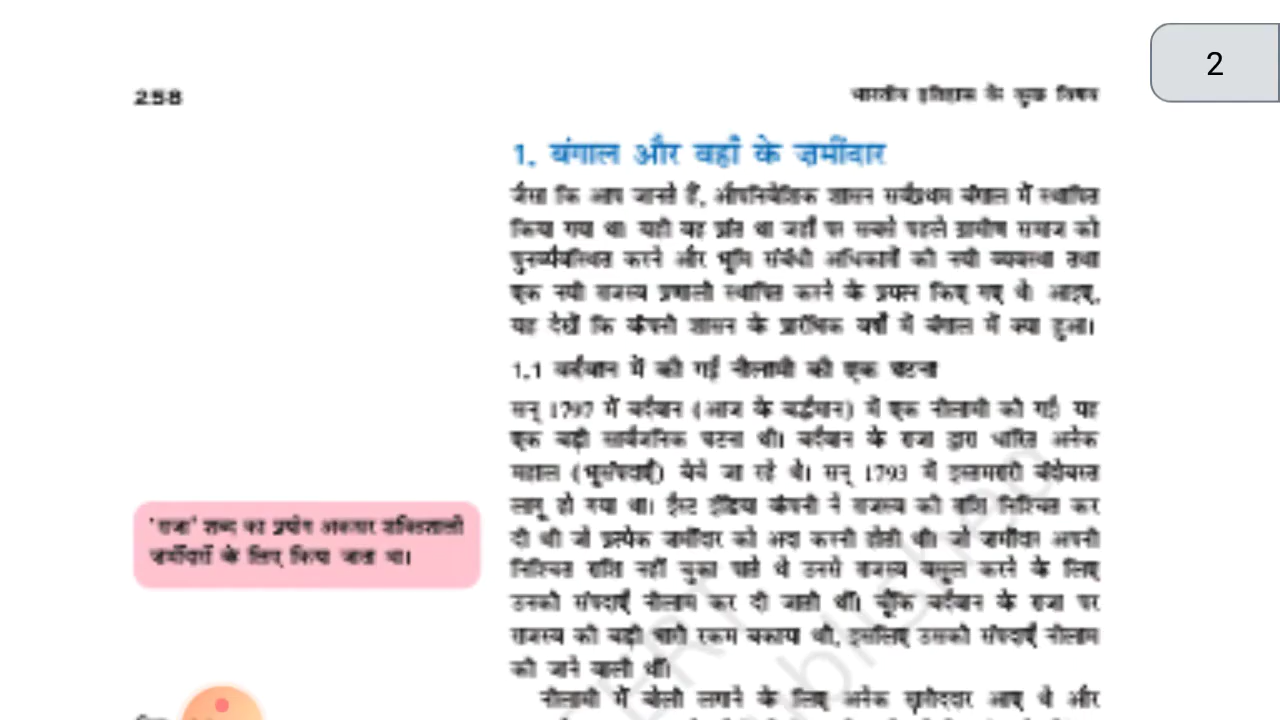 2
258
भारतीय इतिहास के कुछ विषय
1. बंगाल और वहाँ के ज़मींदार
जैसा कि आप जानते हैं, औपनिवेशिक शासन सर्वप्रथम बंगाल में स्थापित
किया गया था। यही वह प्रांत था जहाँ पर सबसे पहले ग्रामीण समाज को
पुनर्व्यवस्थित करने और भूमि संबंधी अधिकारों की नयी व्यवस्था तथा
एक नयी राजस्व प्रणाली स्थापित करने के प्रयत्न किए गए थे। आइए,
यह देखें कि कंपनी शासन के प्रारंभिक वर्षों में बंगाल में क्या हुआ।
1.1 बर्दवान में की गई नीलामी की एक घटना
सन् 1797 में बर्दवान (आज के बर्द्धमान) में एक नीलामी की गई। यह
एक बड़ी सार्वजनिक घटना थी। बर्दवान के राजा द्वारा धारित अनेक
महाल (भूसंपदाएँ) बेचे जा रहे थे। सन् 1793 में इस्तमरारी बंदोबस्त
लागू हो गया था। ईस्ट इंडिया कंपनी ने राजस्व की राशि निश्चित कर
दी थी जो प्रत्येक ज़मींदार को अदा करनी होती थी। जो ज़मींदार अपनी
निश्चित राशि नहीं चुका पाते थे उनसे राजस्व वसूल करने के लिए
उनकी संपदाएँ नीलाम कर दी जाती थीं। चूँकि बर्दवान के राजा पर
राजस्व की बड़ी भारी रकम बकाया थी, इसलिए उसकी संपदाएँ नीलाम
की जाने वाली थीं।
'राजा' शब्द का प्रयोग अकसर शक्तिशाली
ज़मींदारों के लिए किया जाता था।
नीलामी में बोली लगाने के लिए अनेक ख़रीददार आए थे और